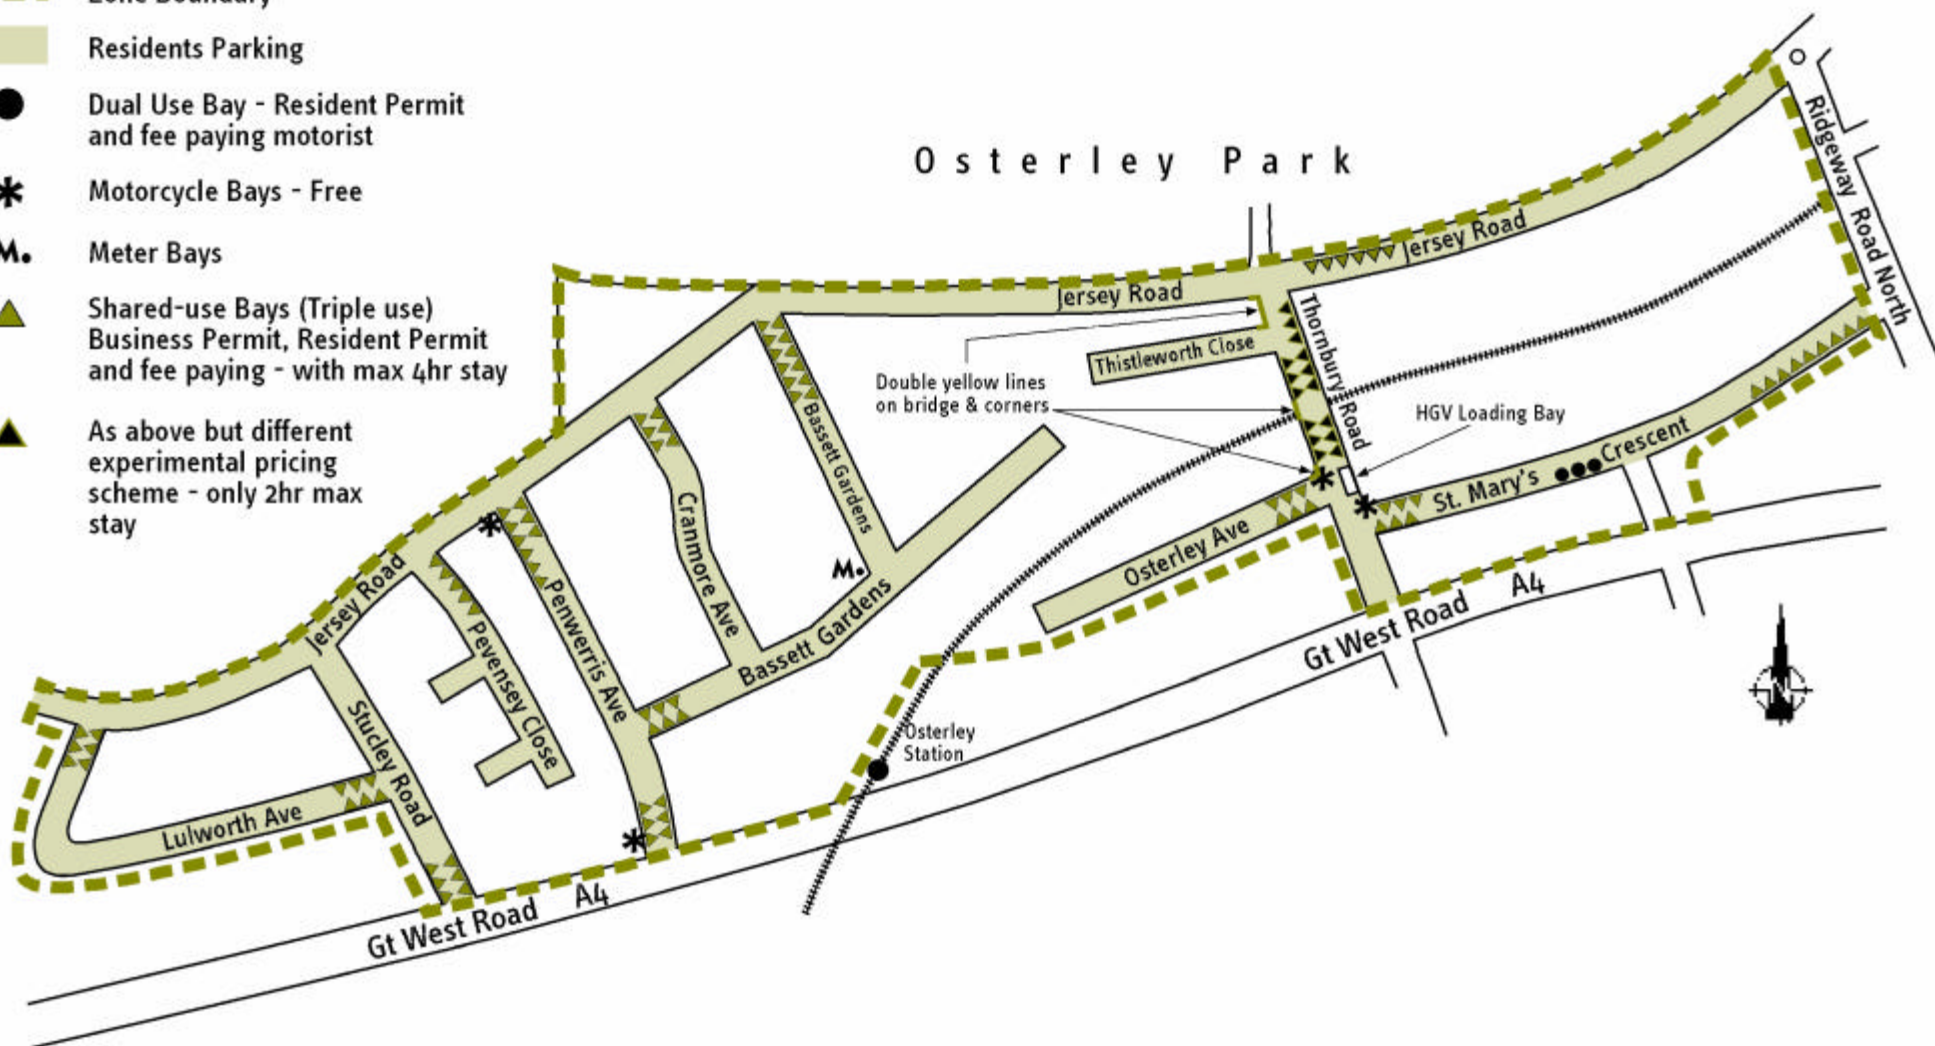 Zone Boundary
Residents Parking
Dual Use Bay - Resident Permit
and fee paying motorist
Motorcycle Bays - Free
M.
Meter Bays
Shared-use Bays (Triple use)
Business Permit, Resident Permit
and fee paying - with max 4hr stay
As above but different
experimental pricing
scheme - only 2hr max
stay
Osterley Park
Ridgeway Road North
Jersey Road
Jersey Road
Thornbury Road
Thistleworth Close
Double yellow lines
on bridge & corners
HGV Loading Bay
Bassett Gardens
St. Mary's Crescent
Cranmore Ave
M.
Osterley Ave
Jersey Road
Penwerris Ave
Pevensey Close
Bassett Gardens
Gt West Road A4
Stucley Road
Osterley
Station
Lulworth Ave
Gt West Road A4
N